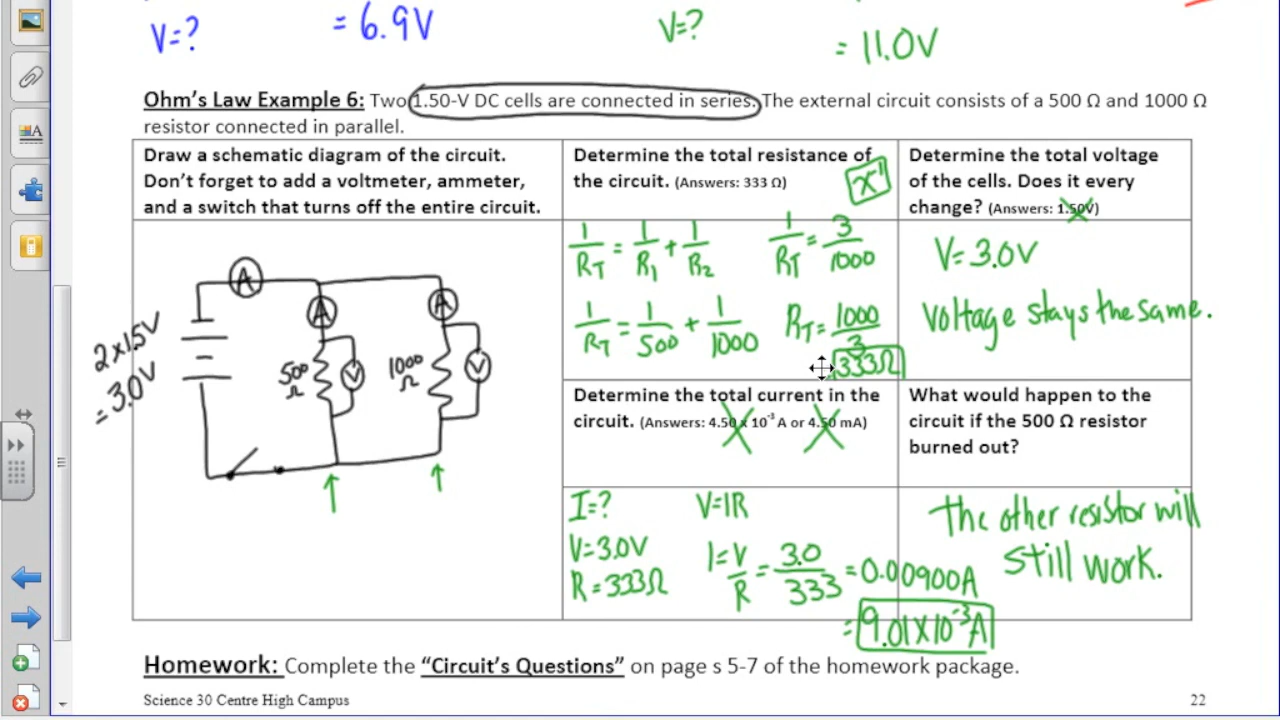 V=?
= 6.9V
V=?
= 11.0V
Ohm's Law Example 6: Two 1.50-V DC cells are connected in series. The external circuit consists of a 500 Ω and 1000 Ω
resistor connected in parallel.
Draw a schematic diagram of the circuit.
Don't forget to add a voltmeter, ammeter,
and a switch that turns off the entire circuit.
Determine the total resistance of
the circuit. (Answers: 333 Ω)
x⁻¹
Determine the total voltage
of the cells. Does it every
change? (Answers: 1.50V)
A
A
A
2x1.5V
= 3.0V
500
Ω
V
1000
Ω
V
1/RT = 1/R1 + 1/R2
1/RT = 1/500 + 1/1000
1/RT = 3/1000
RT = 1000/3
333Ω
V= 3.0V
Voltage stays the same.
Determine the total current in the
circuit. (Answers: 4.50 x 10⁻³ A or 4.50 mA)
What would happen to the
circuit if the 500 Ω resistor
burned out?
I=?
V=3.0V
R=333Ω
V=IR
I=V/R = 3.0/333 = 0.00900A
= 9.01X10⁻³A
The other resistor will
still work.
Homework: Complete the "Circuit's Questions" on page s 5-7 of the homework package.
Science 30 Centre High Campus
22